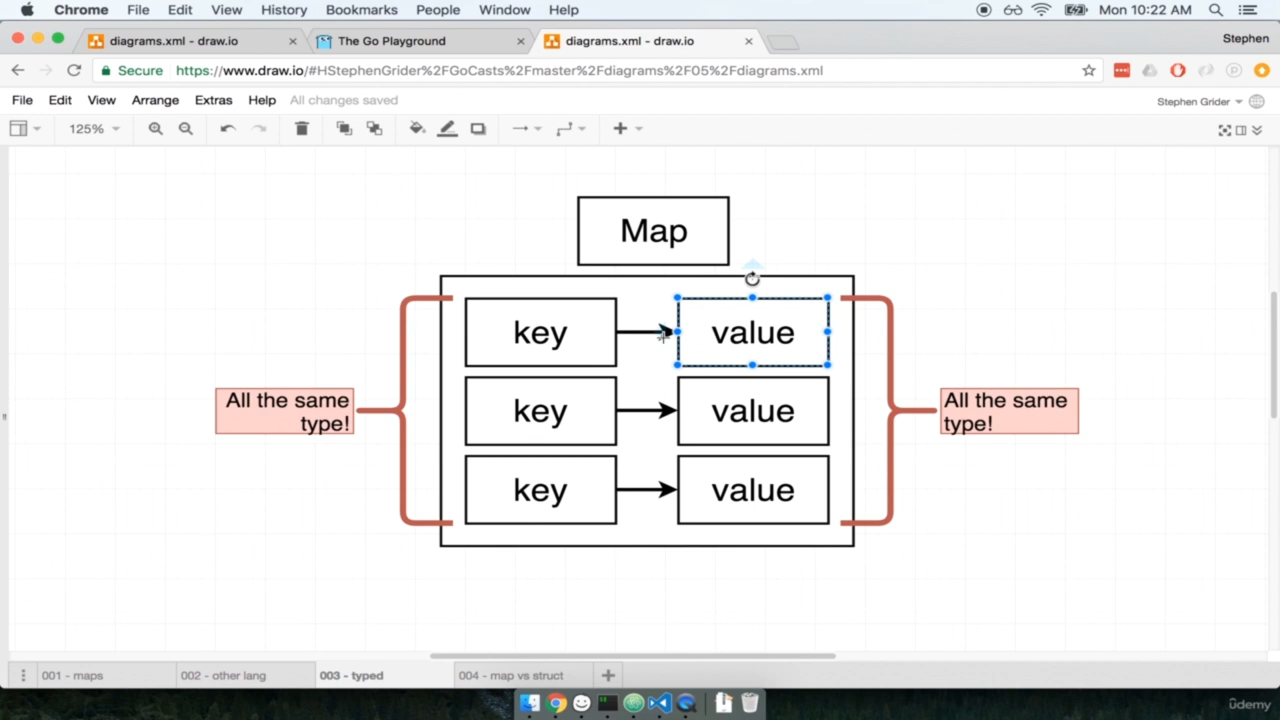 Chrome File Edit View History Bookmarks People Window Help Mon 10:22 AM
diagrams.xml - draw.io × The Go Playground × diagrams.xml - draw.io × Stephen
Secure https://www.draw.io/#HStephenGrider%2FGoCasts%2Fmaster%2Fdiagrams%2F05%2Fdiagrams.xml
File Edit View Arrange Extras Help All changes saved Stephen Grider
125%
Map
key value
All the same
type!
key value
All the same
type!
key value
001 - maps 002 - other lang 003 - typed 004 - map vs struct
ûdemy